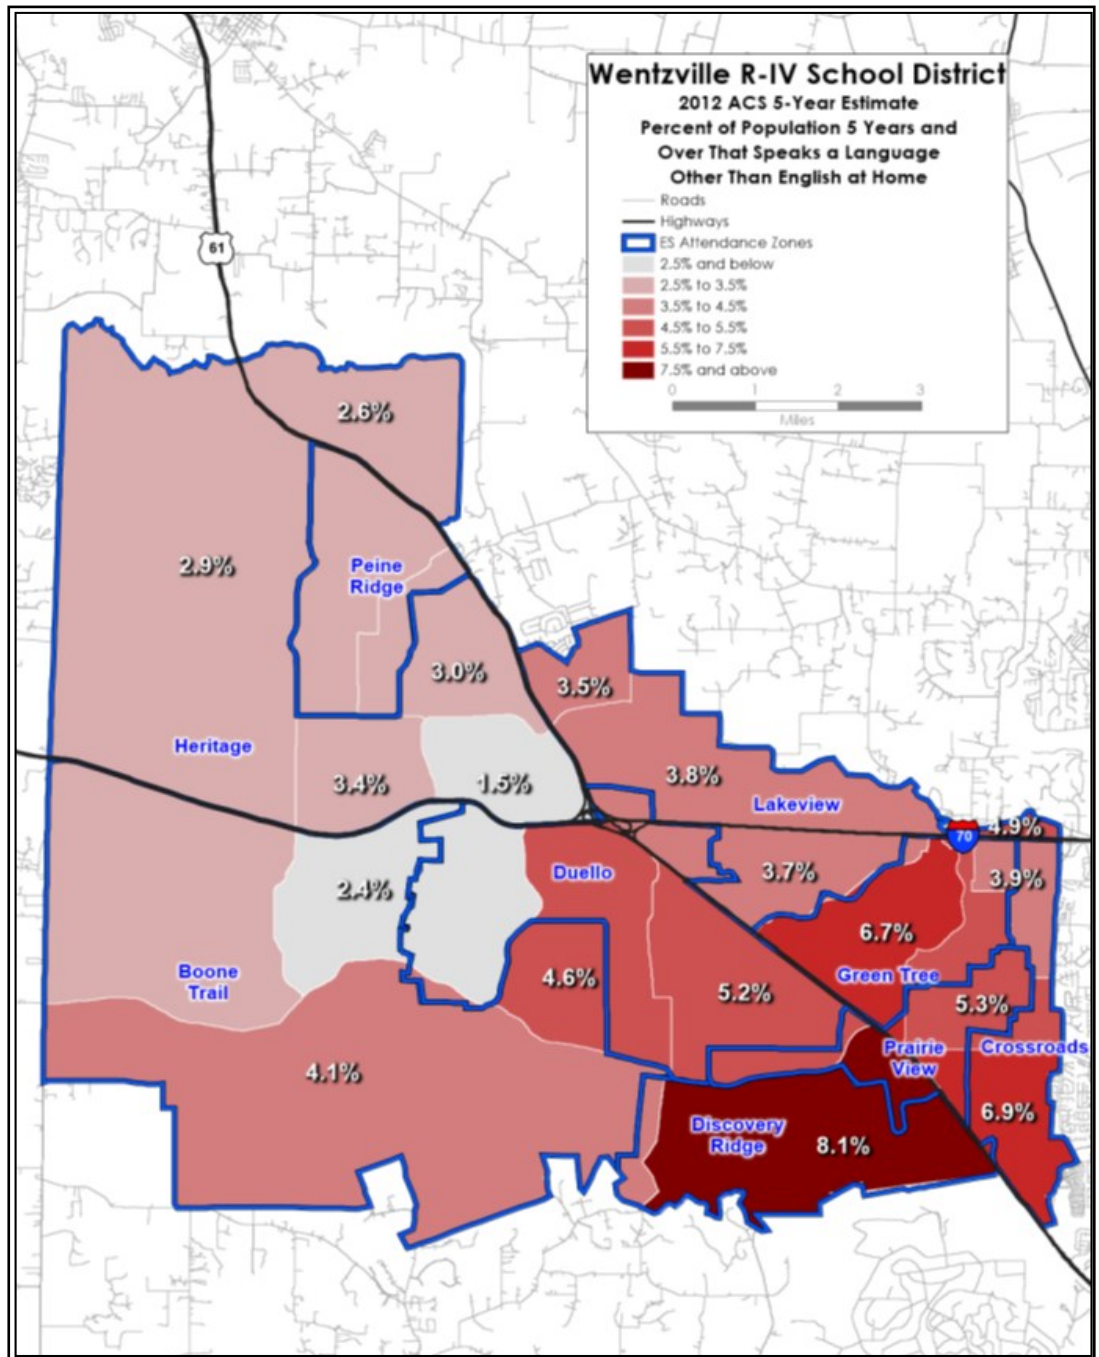 Wentzville R-IV School District
2012 ACS 5-Year Estimate
Percent of Population 5 Years and
Over That Speaks a Language
Other Than English at Home
Roads
Highways
ES Attendance Zones
2.5% and below
2.5% to 3.5%
3.5% to 4.5%
4.5% to 5.5%
5.5% to 7.5%
7.5% and above
0 1 2 3
Miles
61
2.6%
2.9%
Peine
Ridge
3.0%
3.5%
Heritage
3.4%
1.5%
3.8%
Lakeview
70
4.9%
2.4%
Duello
3.7%
3.9%
6.7%
Boone
Trail
4.6%
5.2%
Green Tree
5.3%
Prairie
View
Crossroads
4.1%
6.9%
Discovery
Ridge
8.1%